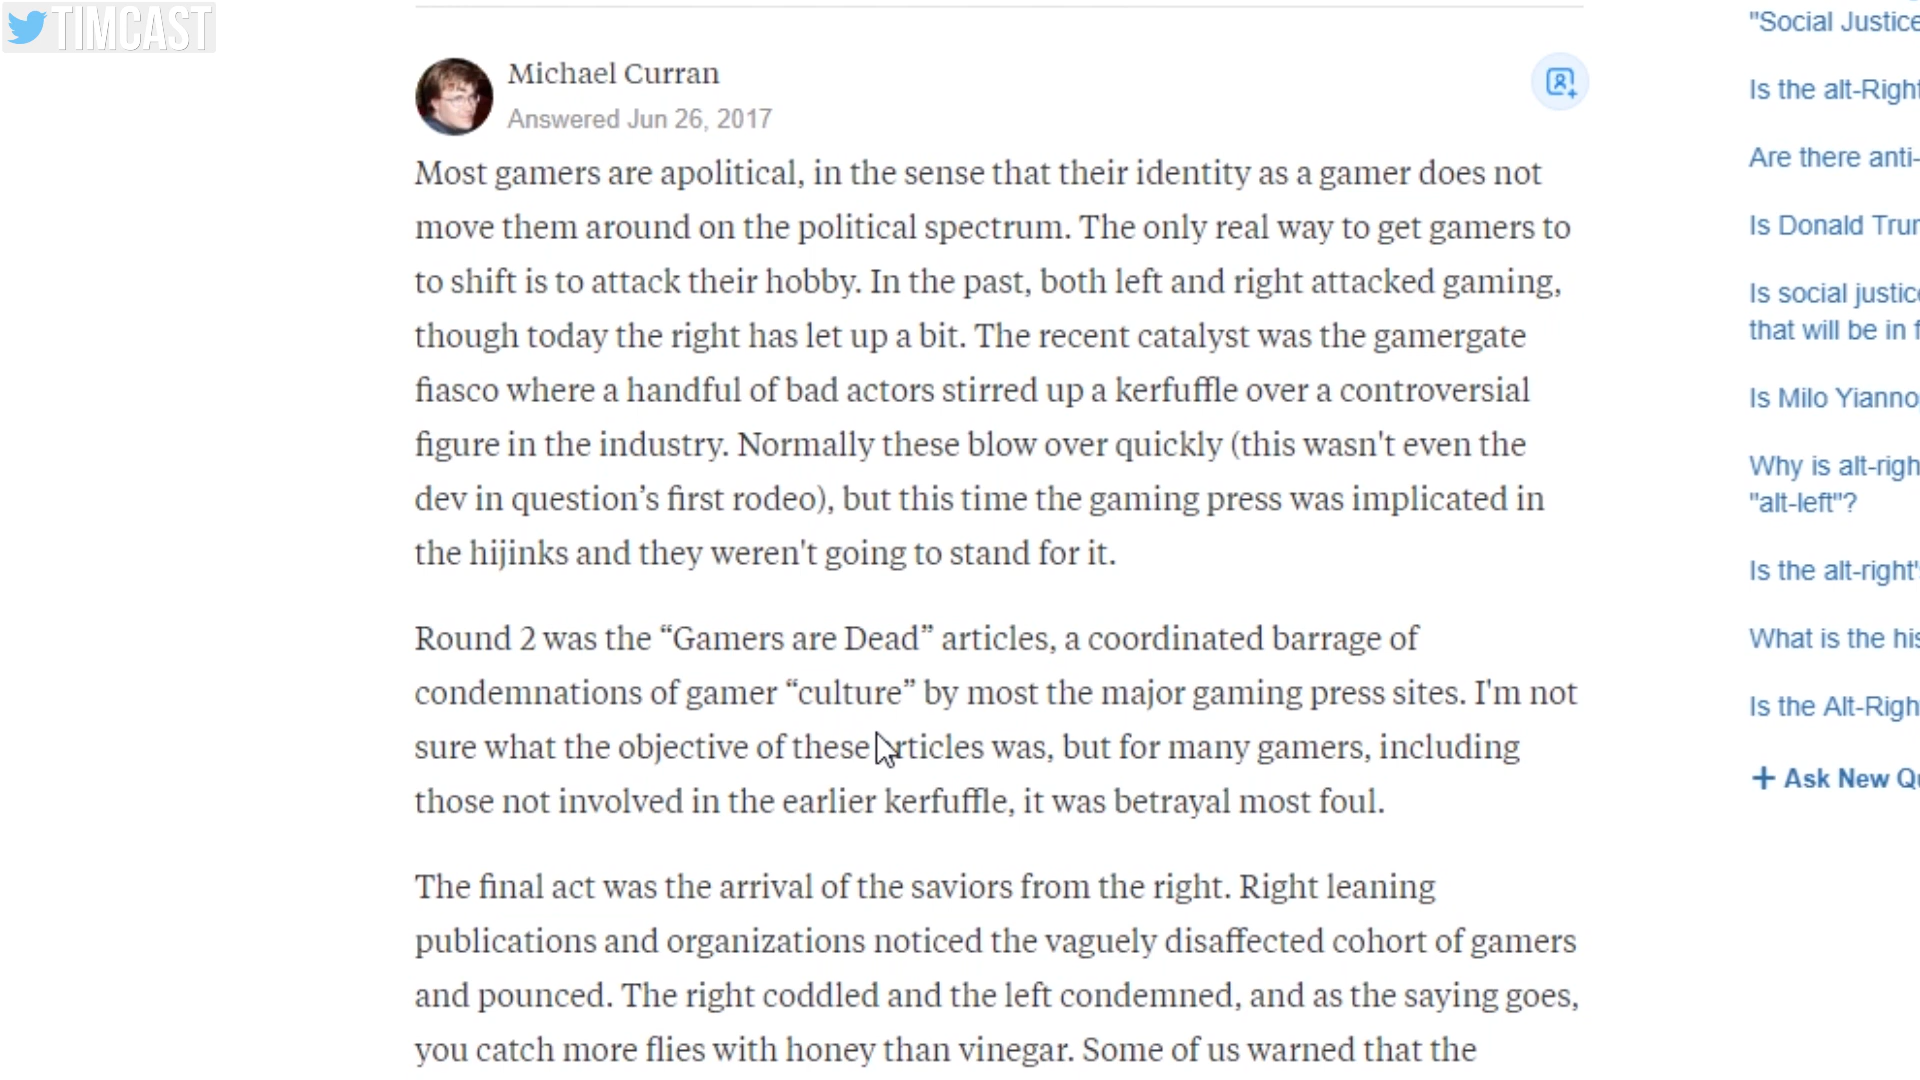 TIMCAST
Michael Curran
Answered Jun 26, 2017
Most gamers are apolitical, in the sense that their identity as a gamer does not
move them around on the political spectrum. The only real way to get gamers to
to shift is to attack their hobby. In the past, both left and right attacked gaming,
though today the right has let up a bit. The recent catalyst was the gamergate
fiasco where a handful of bad actors stirred up a kerfuffle over a controversial
figure in the industry. Normally these blow over quickly (this wasn't even the
dev in question’s first rodeo), but this time the gaming press was implicated in
the hijinks and they weren't going to stand for it.
Round 2 was the “Gamers are Dead” articles, a coordinated barrage of
condemnations of gamer “culture” by most the major gaming press sites. I'm not
sure what the objective of these articles was, but for many gamers, including
those not involved in the earlier kerfuffle, it was betrayal most foul.
The final act was the arrival of the saviors from the right. Right leaning
publications and organizations noticed the vaguely disaffected cohort of gamers
and pounced. The right coddled and the left condemned, and as the saying goes,
you catch more flies with honey than vinegar. Some of us warned that the
"Social Justice
Is the alt-Right
Are there anti-
Is Donald Trum
Is social justice
that will be in f
Is Milo Yianno
Why is alt-righ
"alt-left"?
Is the alt-right's
What is the his
Is the Alt-Righ
+ Ask New Qu